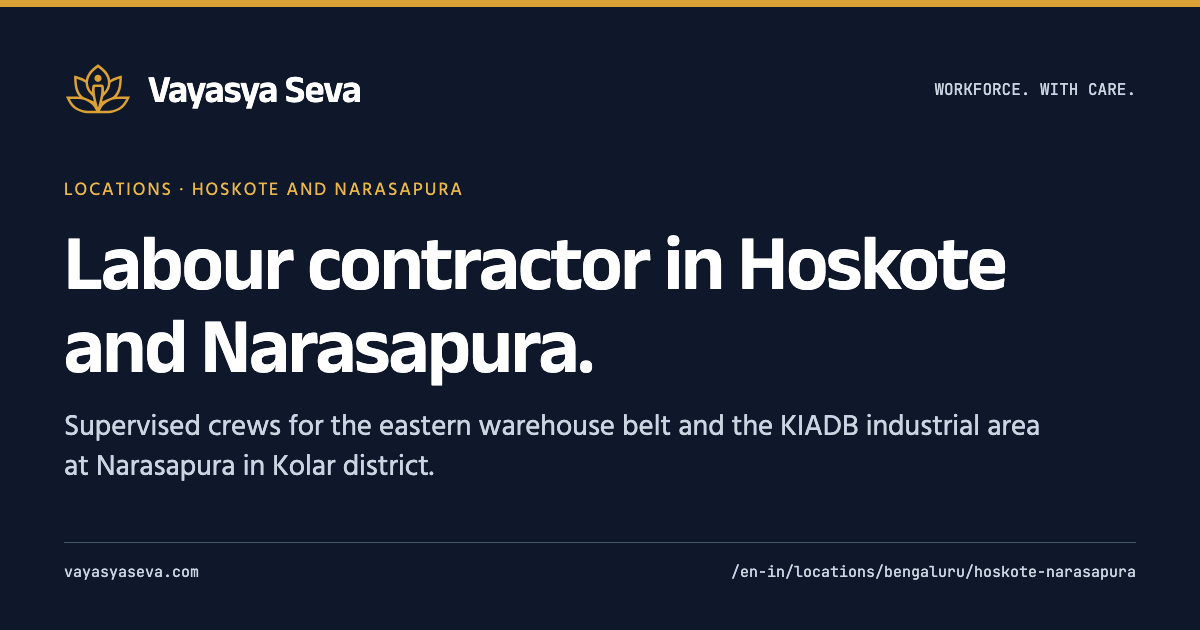 Vayasya Seva
WORKFORCE. WITH CARE.
LOCATIONS · HOSKOTE AND NARASAPURA
Labour contractor in Hoskote
and Narasapura.
Supervised crews for the eastern warehouse belt and the KIADB industrial area
at Narasapura in Kolar district.
vayasyaseva.com
/en-in/locations/bengaluru/hoskote-narasapura